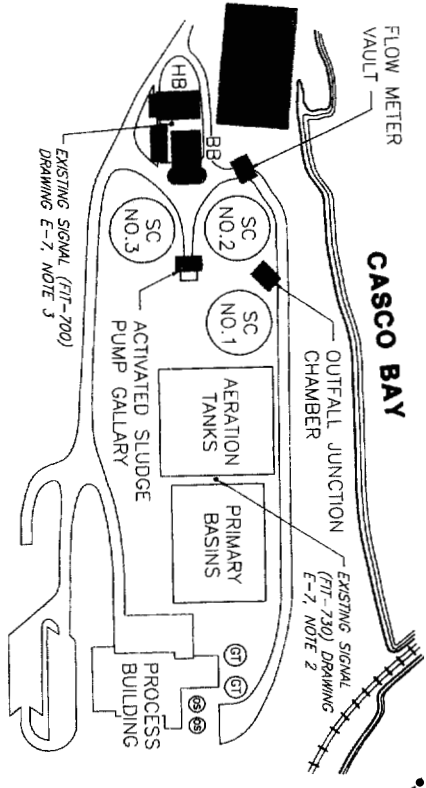 FLOW METER
VAULT
CASCO BAY
HB
BB
EXISTING SIGNAL (FIT-700)
DRAWING E-7, NOTE 3
SC
NO.3
SC
NO.2
SC
NO.1
OUTFALL JUNCTION
CHAMBER
ACTIVATED SLUDGE
PUMP GALLARY
AERATION
TANKS
PRIMARY
BASINS
EXISTING SIGNAL
(FIT-730) DRAWING
E-7, NOTE 2
GT
GT
GS
GS
PROCESS
BUILDING